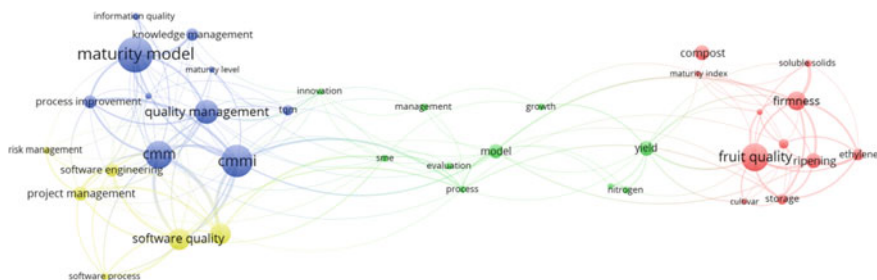 information quality
knowledge management
maturity model
maturity level
process improvement
quality management
tqm
innovation
management
growth
compost
maturity index
soluble solids
firmness
risk management
software engineering
cmm
cmmi
sme
evaluation
model
process
yield
nitrogen
fruit quality
ripening
ethylene
project management
cultivar
storage
software quality
software process